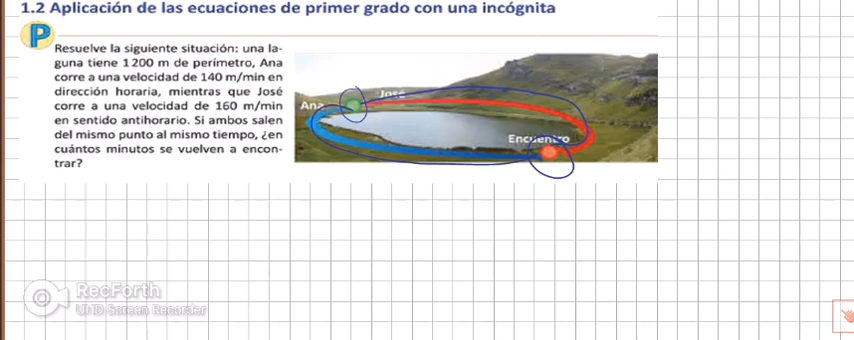 1.2 Aplicación de las ecuaciones de primer grado con una incógnita
P
Resuelve la siguiente situación: una la-
guna tiene 1200 m de perímetro, Ana
corre a una velocidad de 140 m/min en
dirección horaria, mientras que José
corre a una velocidad de 160 m/min
en sentido antihorario. Si ambos salen
del mismo punto al mismo tiempo, ¿en
cuántos minutos se vuelven a encon-
trar?
José
Ana
Encuentro
RecForth
UHD Screen Recorder